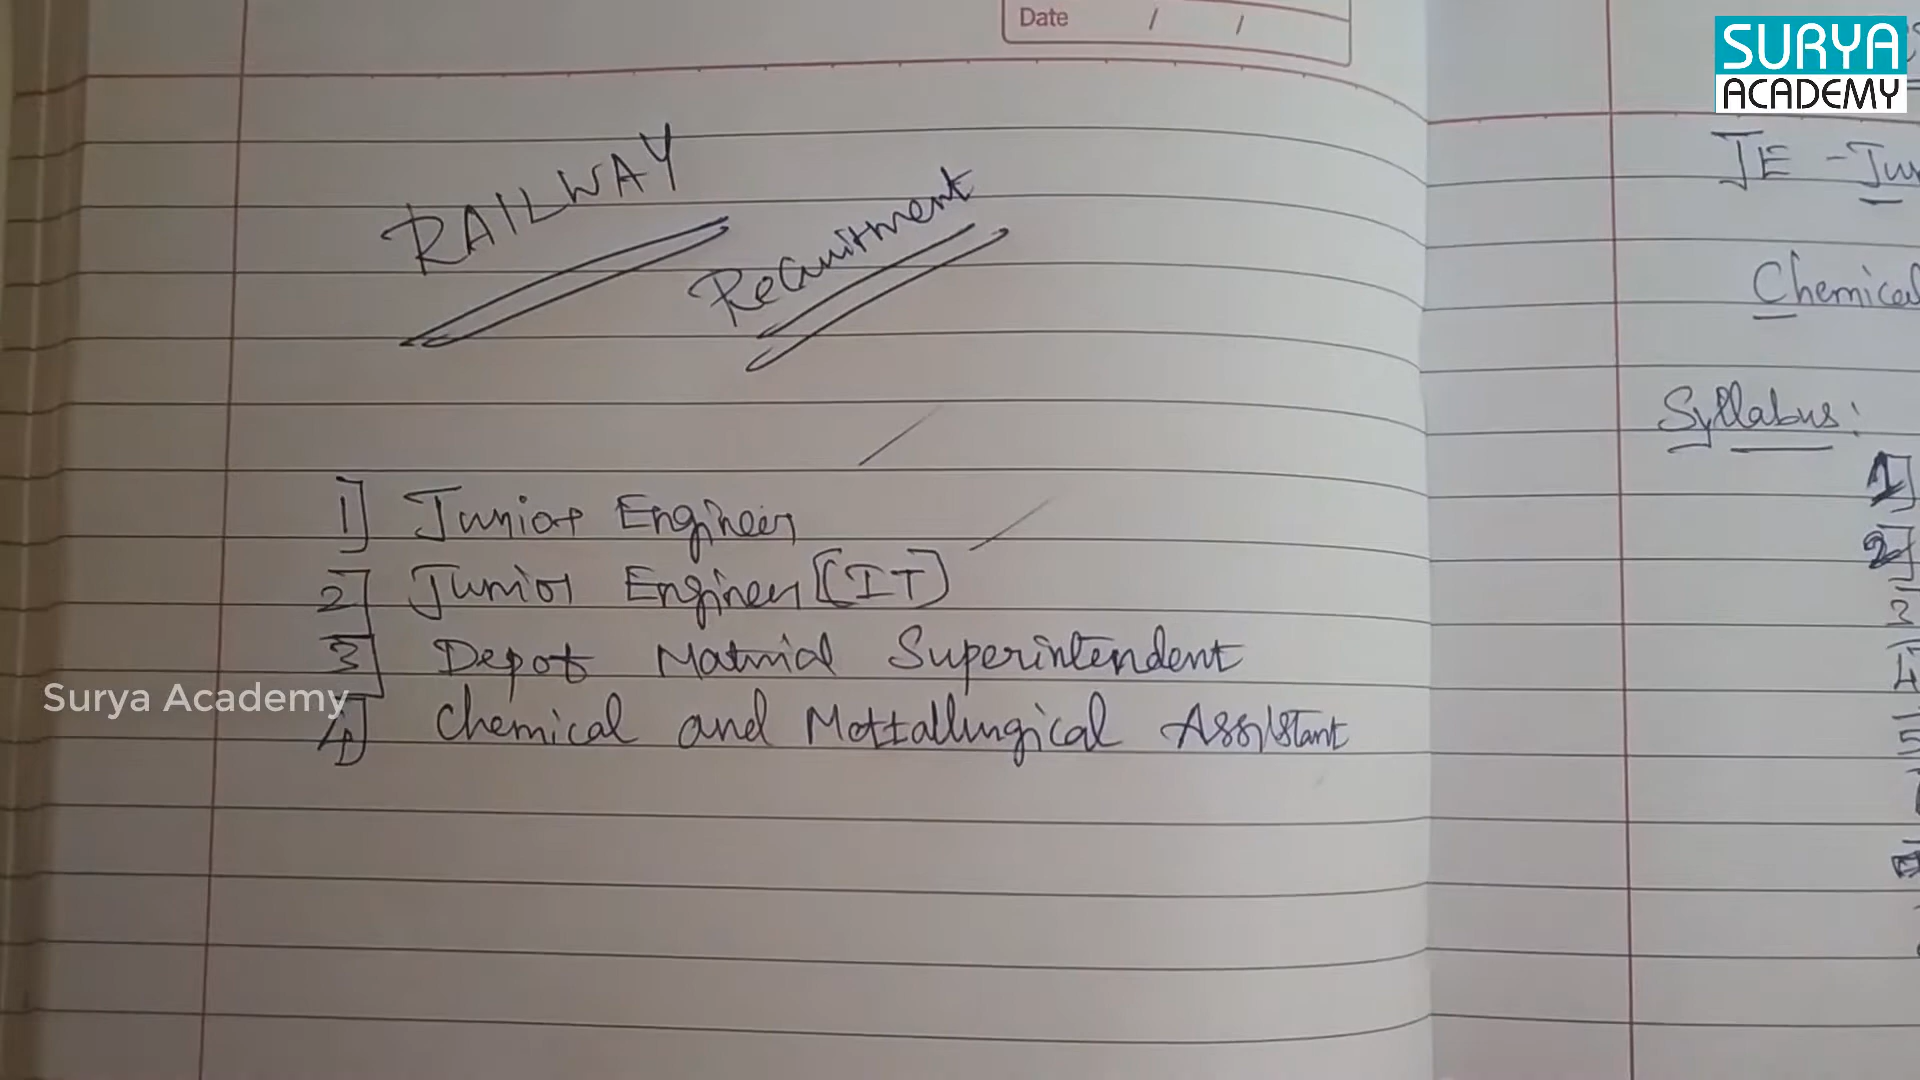 Date / /
SURYA
ACADEMY
RAILWAY
Recruitment
1] Junior Engineer
2] Junior Engineer [IT]
3] Depot Material Superintendent
4] Chemical and Mettallurgical Assistant
Surya Academy
JE - Jun
Chemical
Syllabus:
1]
2]
3
4
5